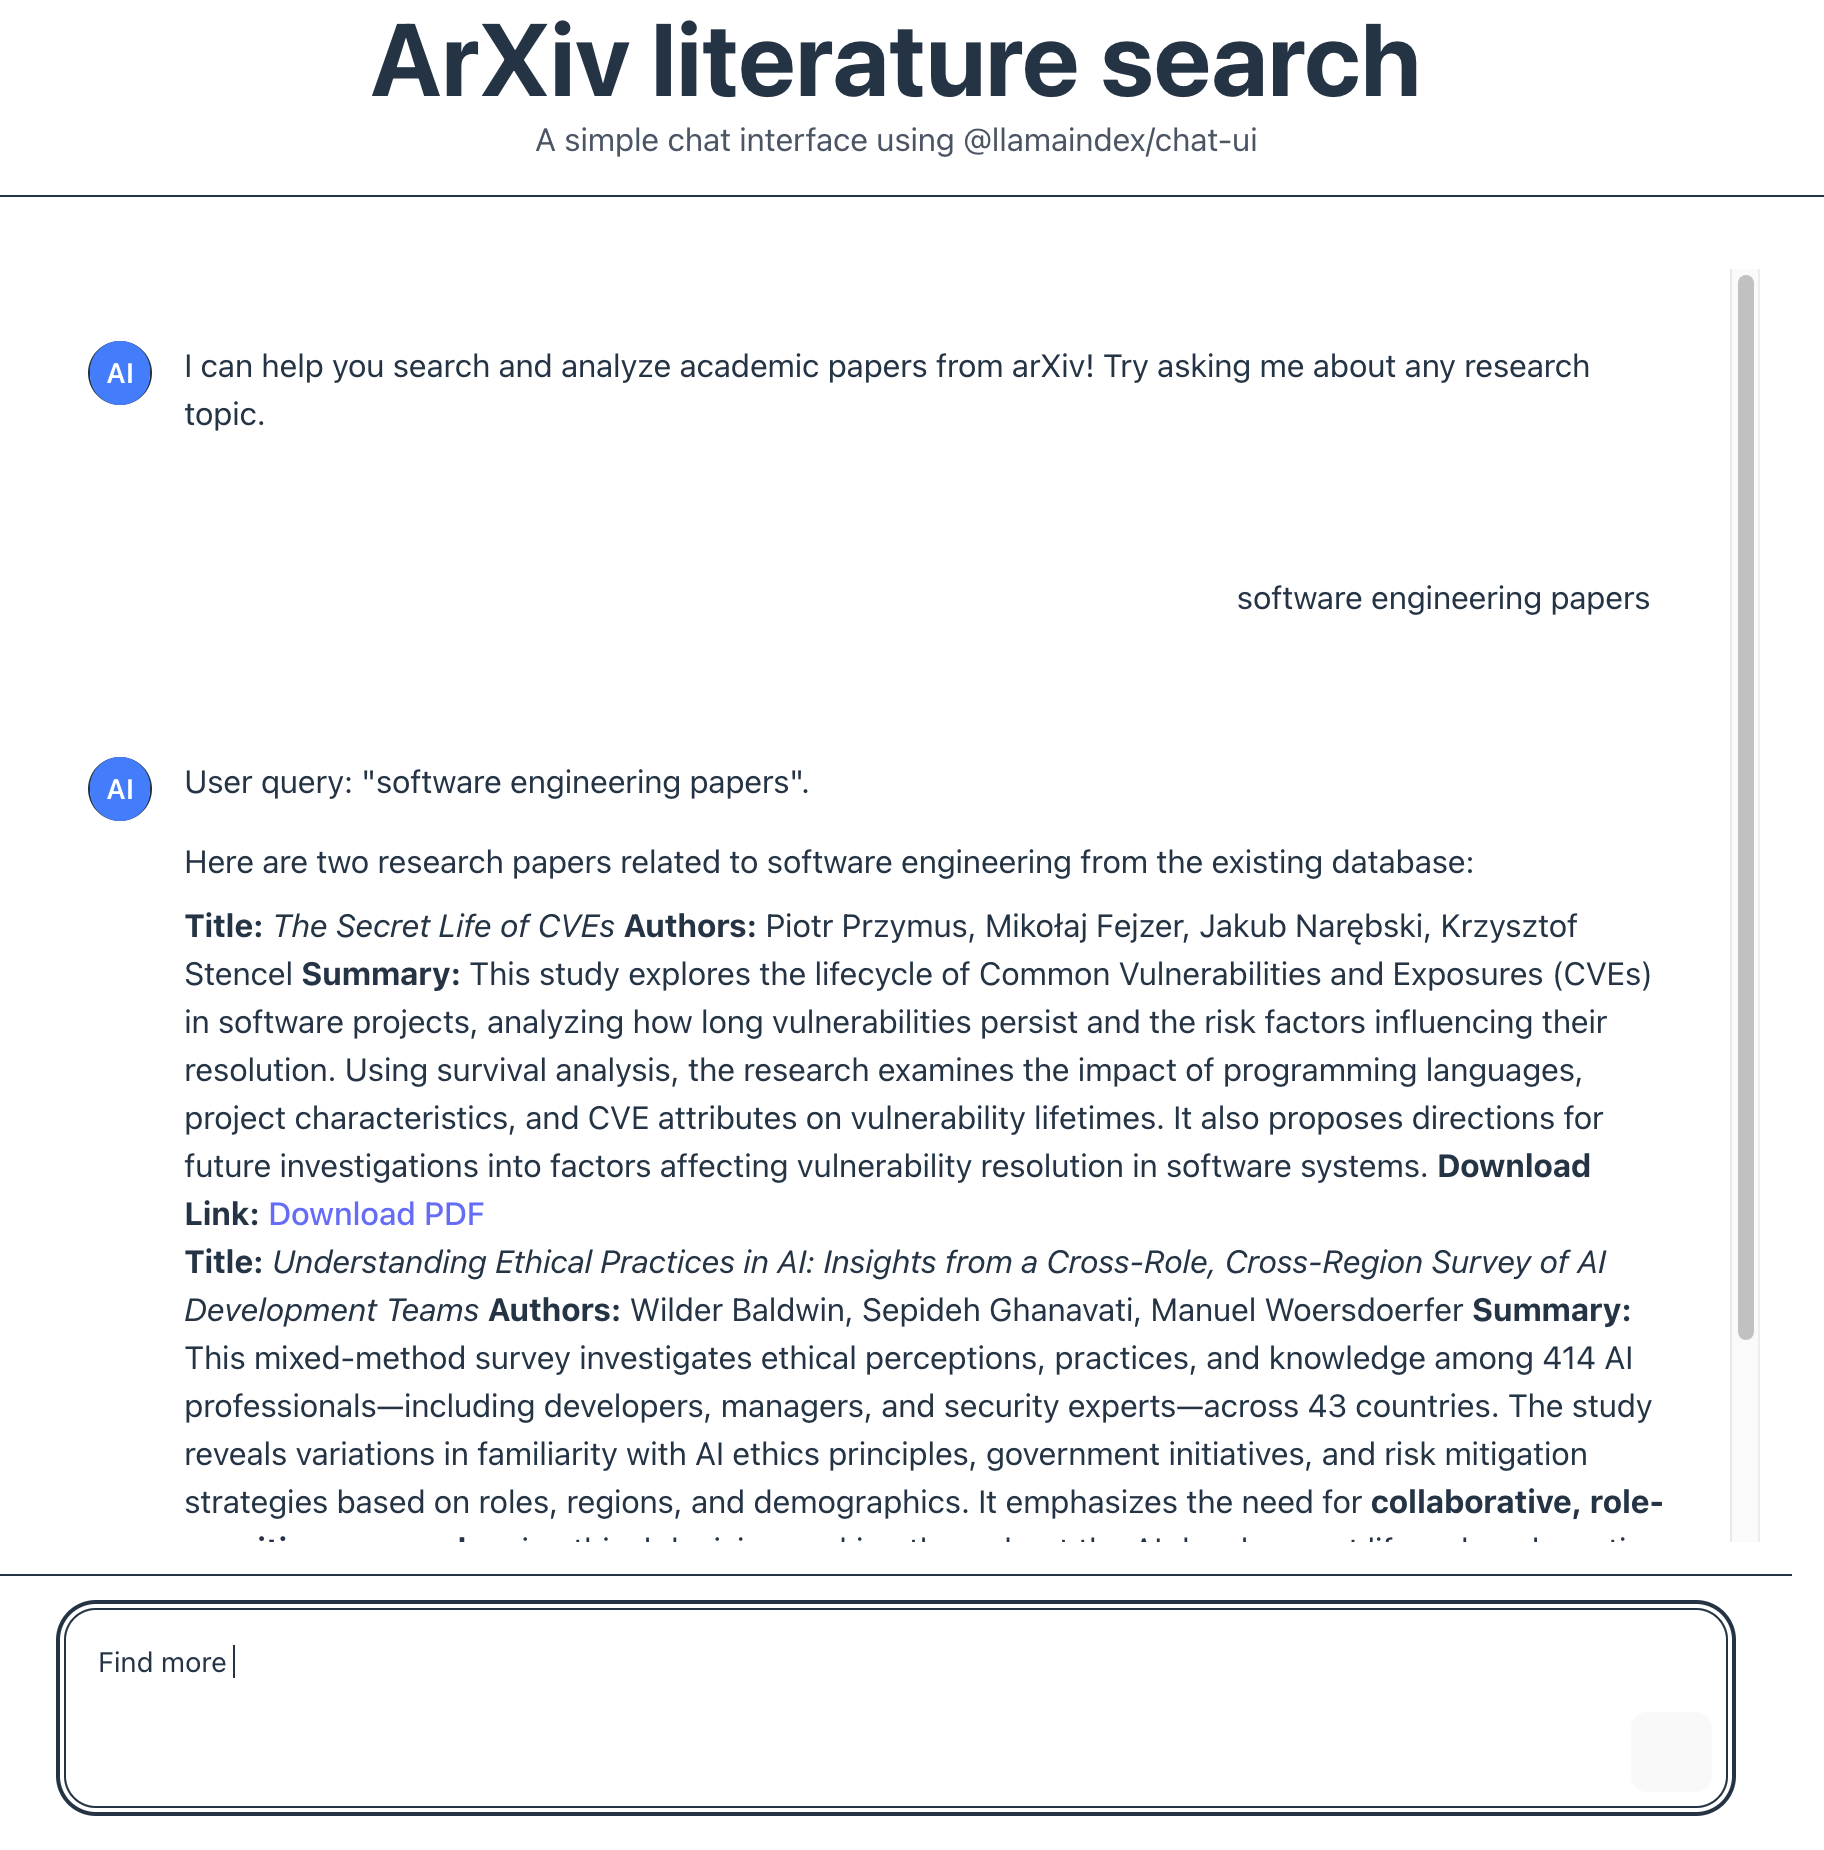 ArXiv literature search
A simple chat interface using @llamaindex/chat-ui
AI
I can help you search and analyze academic papers from arXiv! Try asking me about any research
topic.
software engineering papers
AI
User query: "software engineering papers".
Here are two research papers related to software engineering from the existing database:
Title: The Secret Life of CVEs Authors: Piotr Przymus, Mikołaj Fejzer, Jakub Narębski, Krzysztof
Stencel Summary: This study explores the lifecycle of Common Vulnerabilities and Exposures (CVEs)
in software projects, analyzing how long vulnerabilities persist and the risk factors influencing their
resolution. Using survival analysis, the research examines the impact of programming languages,
project characteristics, and CVE attributes on vulnerability lifetimes. It also proposes directions for
future investigations into factors affecting vulnerability resolution in software systems. Download
Link: Download PDF
Title: Understanding Ethical Practices in AI: Insights from a Cross-Role, Cross-Region Survey of AI
Development Teams Authors: Wilder Baldwin, Sepideh Ghanavati, Manuel Woersdoerfer Summary:
This mixed-method survey investigates ethical perceptions, practices, and knowledge among 414 AI
professionals—including developers, managers, and security experts—across 43 countries. The study
reveals variations in familiarity with AI ethics principles, government initiatives, and risk mitigation
strategies based on roles, regions, and demographics. It emphasizes the need for collaborative, role-
Find more